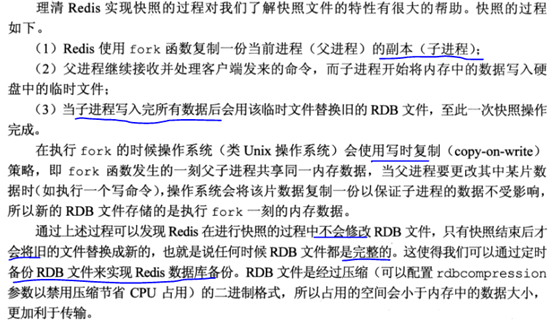 理清 Redis 实现快照的过程对我们了解快照文件的特性有很大的帮助。快照的过程
如下。
（1）Redis 使用 fork 函数复制一份当前进程（父进程）的副本（子进程）；
（2）父进程继续接收并处理客户端发来的命令，而子进程开始将内存中的数据写入硬
盘中的临时文件；
（3）当子进程写入完所有数据后会用该临时文件替换旧的 RDB 文件，至此一次快照操作
完成。
在执行 fork 的时候操作系统（类 Unix 操作系统）会使用写时复制（copy-on-write）
策略，即 fork 函数发生的一刻父子进程共享同一内存数据，当父进程要更改其中某片数
据时（如执行一个写命令），操作系统会将该片数据复制一份以保证子进程的数据不受影响，
所以新的 RDB 文件存储的是执行 fork 一刻的内存数据。
通过上述过程可以发现 Redis 在进行快照的过程中不会修改 RDB 文件，只有快照结束后才
会将旧的文件替换成新的，也就是说任何时候 RDB 文件都是完整的。这使得我们可以通过定时
备份 RDB 文件来实现 Redis 数据库备份。RDB 文件是经过压缩（可以配置 rdbcompression
参数以禁用压缩节省 CPU 占用）的二进制格式，所以占用的空间会小于内存中的数据大小，
更加利于传输。